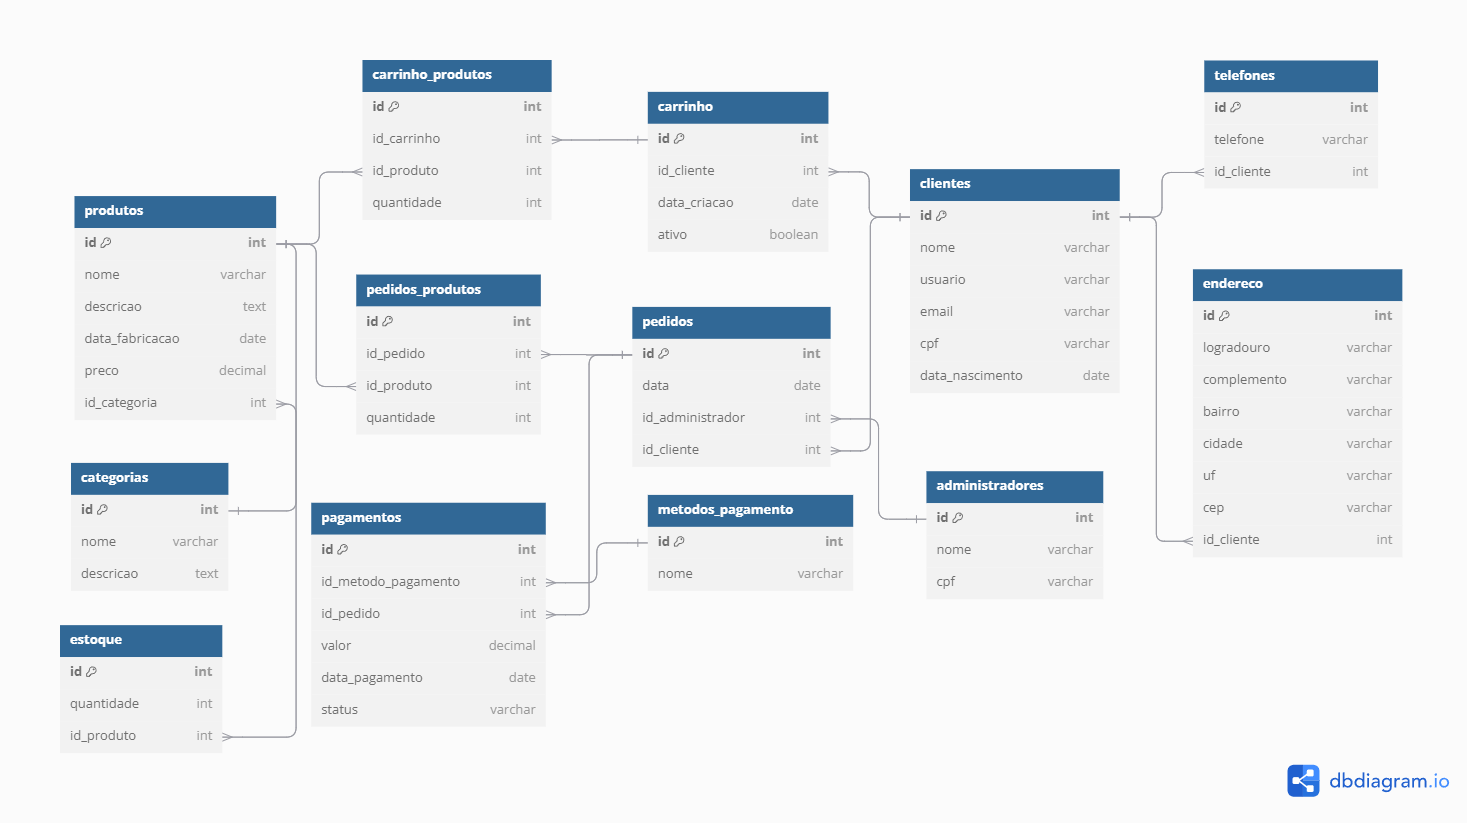 carrinho_produtos
id int
id_carrinho int
id_produto int
quantidade int
carrinho
id int
id_cliente int
data_criacao date
ativo boolean
telefones
id int
telefone varchar
id_cliente int
clientes
id int
nome varchar
usuario varchar
email varchar
cpf varchar
data_nascimento date
produtos
id int
nome varchar
descricao text
data_fabricacao date
preco decimal
id_categoria int
pedidos_produtos
id int
id_pedido int
id_produto int
quantidade int
pedidos
id int
data date
id_administrador int
id_cliente int
endereco
id int
logradouro varchar
complemento varchar
bairro varchar
cidade varchar
uf varchar
cep varchar
id_cliente int
categorias
id int
nome varchar
descricao text
pagamentos
id int
id_metodo_pagamento int
id_pedido int
valor decimal
data_pagamento date
status varchar
metodos_pagamento
id int
nome varchar
administradores
id int
nome varchar
cpf varchar
estoque
id int
quantidade int
id_produto int
dbdiagram.io